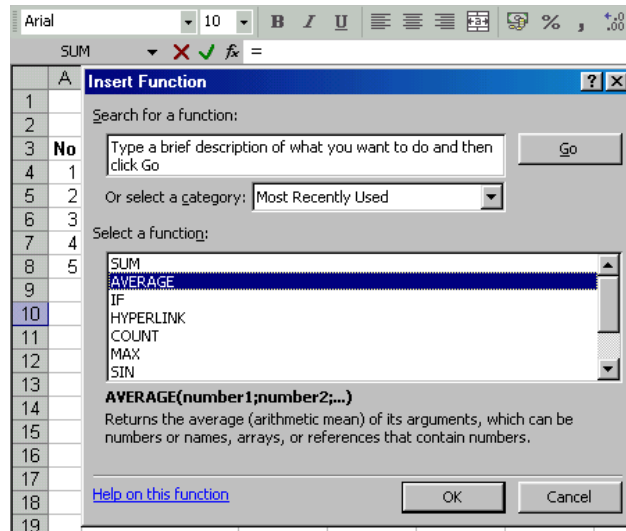 Arial 10 B I U % , .00
SUM fx =
A
Insert Function
1
2
3 No
4 1
5 2
6 3
7 4
8 5
9
10
11
12
13
14
15
16
17
18
19
Search for a function:
Type a brief description of what you want to do and then
click Go
Go
Or select a category: Most Recently Used
Select a function:
SUM
AVERAGE
IF
HYPERLINK
COUNT
MAX
SIN
AVERAGE(number1;number2;...)
Returns the average (arithmetic mean) of its arguments, which can be
numbers or names, arrays, or references that contain numbers.
Help on this function
OK
Cancel